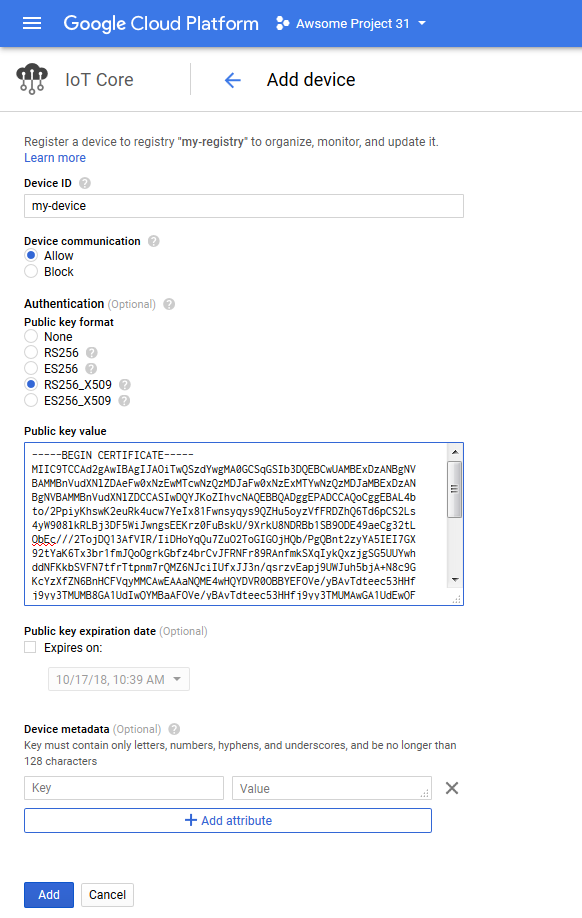 Google Cloud Platform Awsome Project 31
IoT Core Add device
Register a device to registry "my-registry" to organize, monitor, and update it.
Learn more
Device ID ?
my-device
Device communication ?
Allow
Block
Authentication (Optional) ?
Public key format
None
RS256 ?
ES256 ?
RS256_X509 ?
ES256_X509 ?
Public key value
-----BEGIN CERTIFICATE-----
MIIC9TCCAd2gAwIBAgIJAOiTwQSzdYwgMA0GCSqGSIb3DQEBCwUAMBExDzANBgNV
BAMMBnVudXNlZDAeFw0xNzEwMTcwNzQzMDJaFw0xNzEwMTYwNzQzMDJaMBExDzAN
BgNVBAMMBnVudXNlZDCCASIwDQYJKoZIhvcNAQEBBQADggEPADCCAQoCggEBAL4b
to/2PpiyKhswK2euRk4ucw7YeIx81Fwnsyqys9QZHu5oyzVfFRDZhQ6Td6pCS2Ls
4yW908lkRLBj3DF5WiJwngsEEKrz0FuBskU/9XrkU8NDRBb1SB9ODE49aeCg32tL
QbEc///2TojDQ13AfVIR/IiDHoYqQu7ZuO2ToGIGOjHQb/PgQBnt2zyYA5IEI7GX
92tYaK6Tx3br1fmJQoOgrkGbfz4brCvJFRNFr89RAnfmkSXqIykQxzjgSG5UUYwh
ddNFKkbSVFN7tfrTtpnm7rQMZ6NJciIUfxJJ3n/qsrzvEapj9UWJuh5bjA+N8c9G
KcYzXfZN6BnHCFVqyMMCAwEAAaNQME4wHQYDVR0OBBYEFOVe/yBAvTdteec53HHf
j9yy3TMUMB8GA1UdIwQYMBaAFOVe/yBAvTdteec53HHfj9yy3TMUMAwGA1UdEwQF
Public key expiration date (Optional)
Expires on:
10/17/18, 10:39 AM
Device metadata (Optional) ?
Key must contain only letters, numbers, hyphens, and underscores, and be no longer than
128 characters
Key Value
Add attribute
Add Cancel